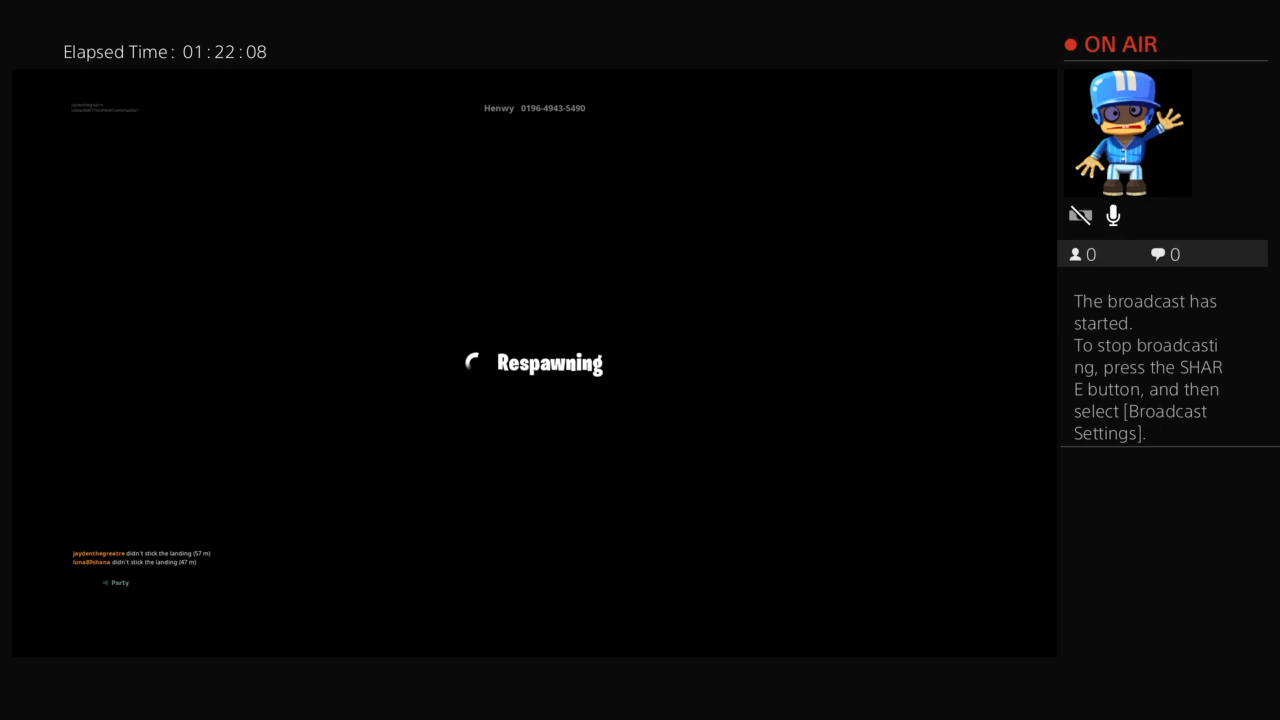 Elapsed Time: 01:22:08
ON AIR
jaydenthegreatre
Henwy 0196-4943-5490
0
0
The broadcast has
started.
To stop broadcasti
ng, press the SHAR
E button, and then
select [Broadcast
Settings].
Respawning
jaydenthegreatre didn't stick the landing (57 m)
luna89shana didn't stick the landing (47 m)
Party